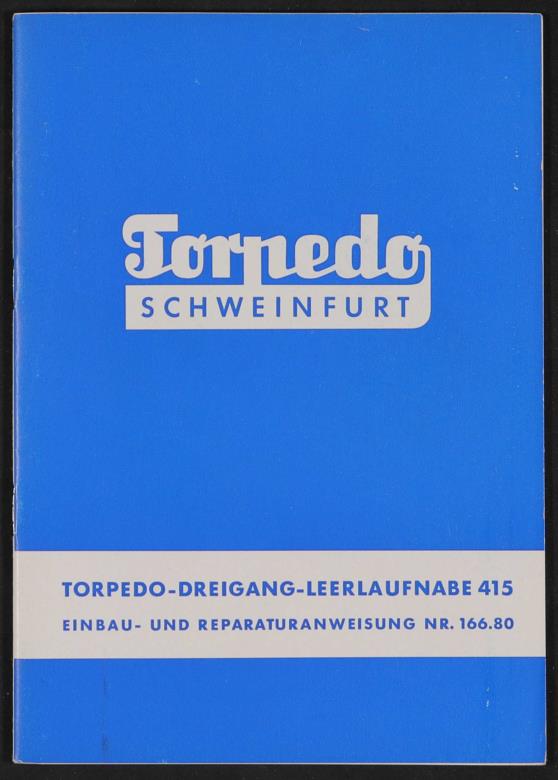 Torpedo
SCHWEINFURT
TORPEDO-DREIGANG-LEERLAUFNABE 415
EINBAU- UND REPARATURANWEISUNG NR. 166.80